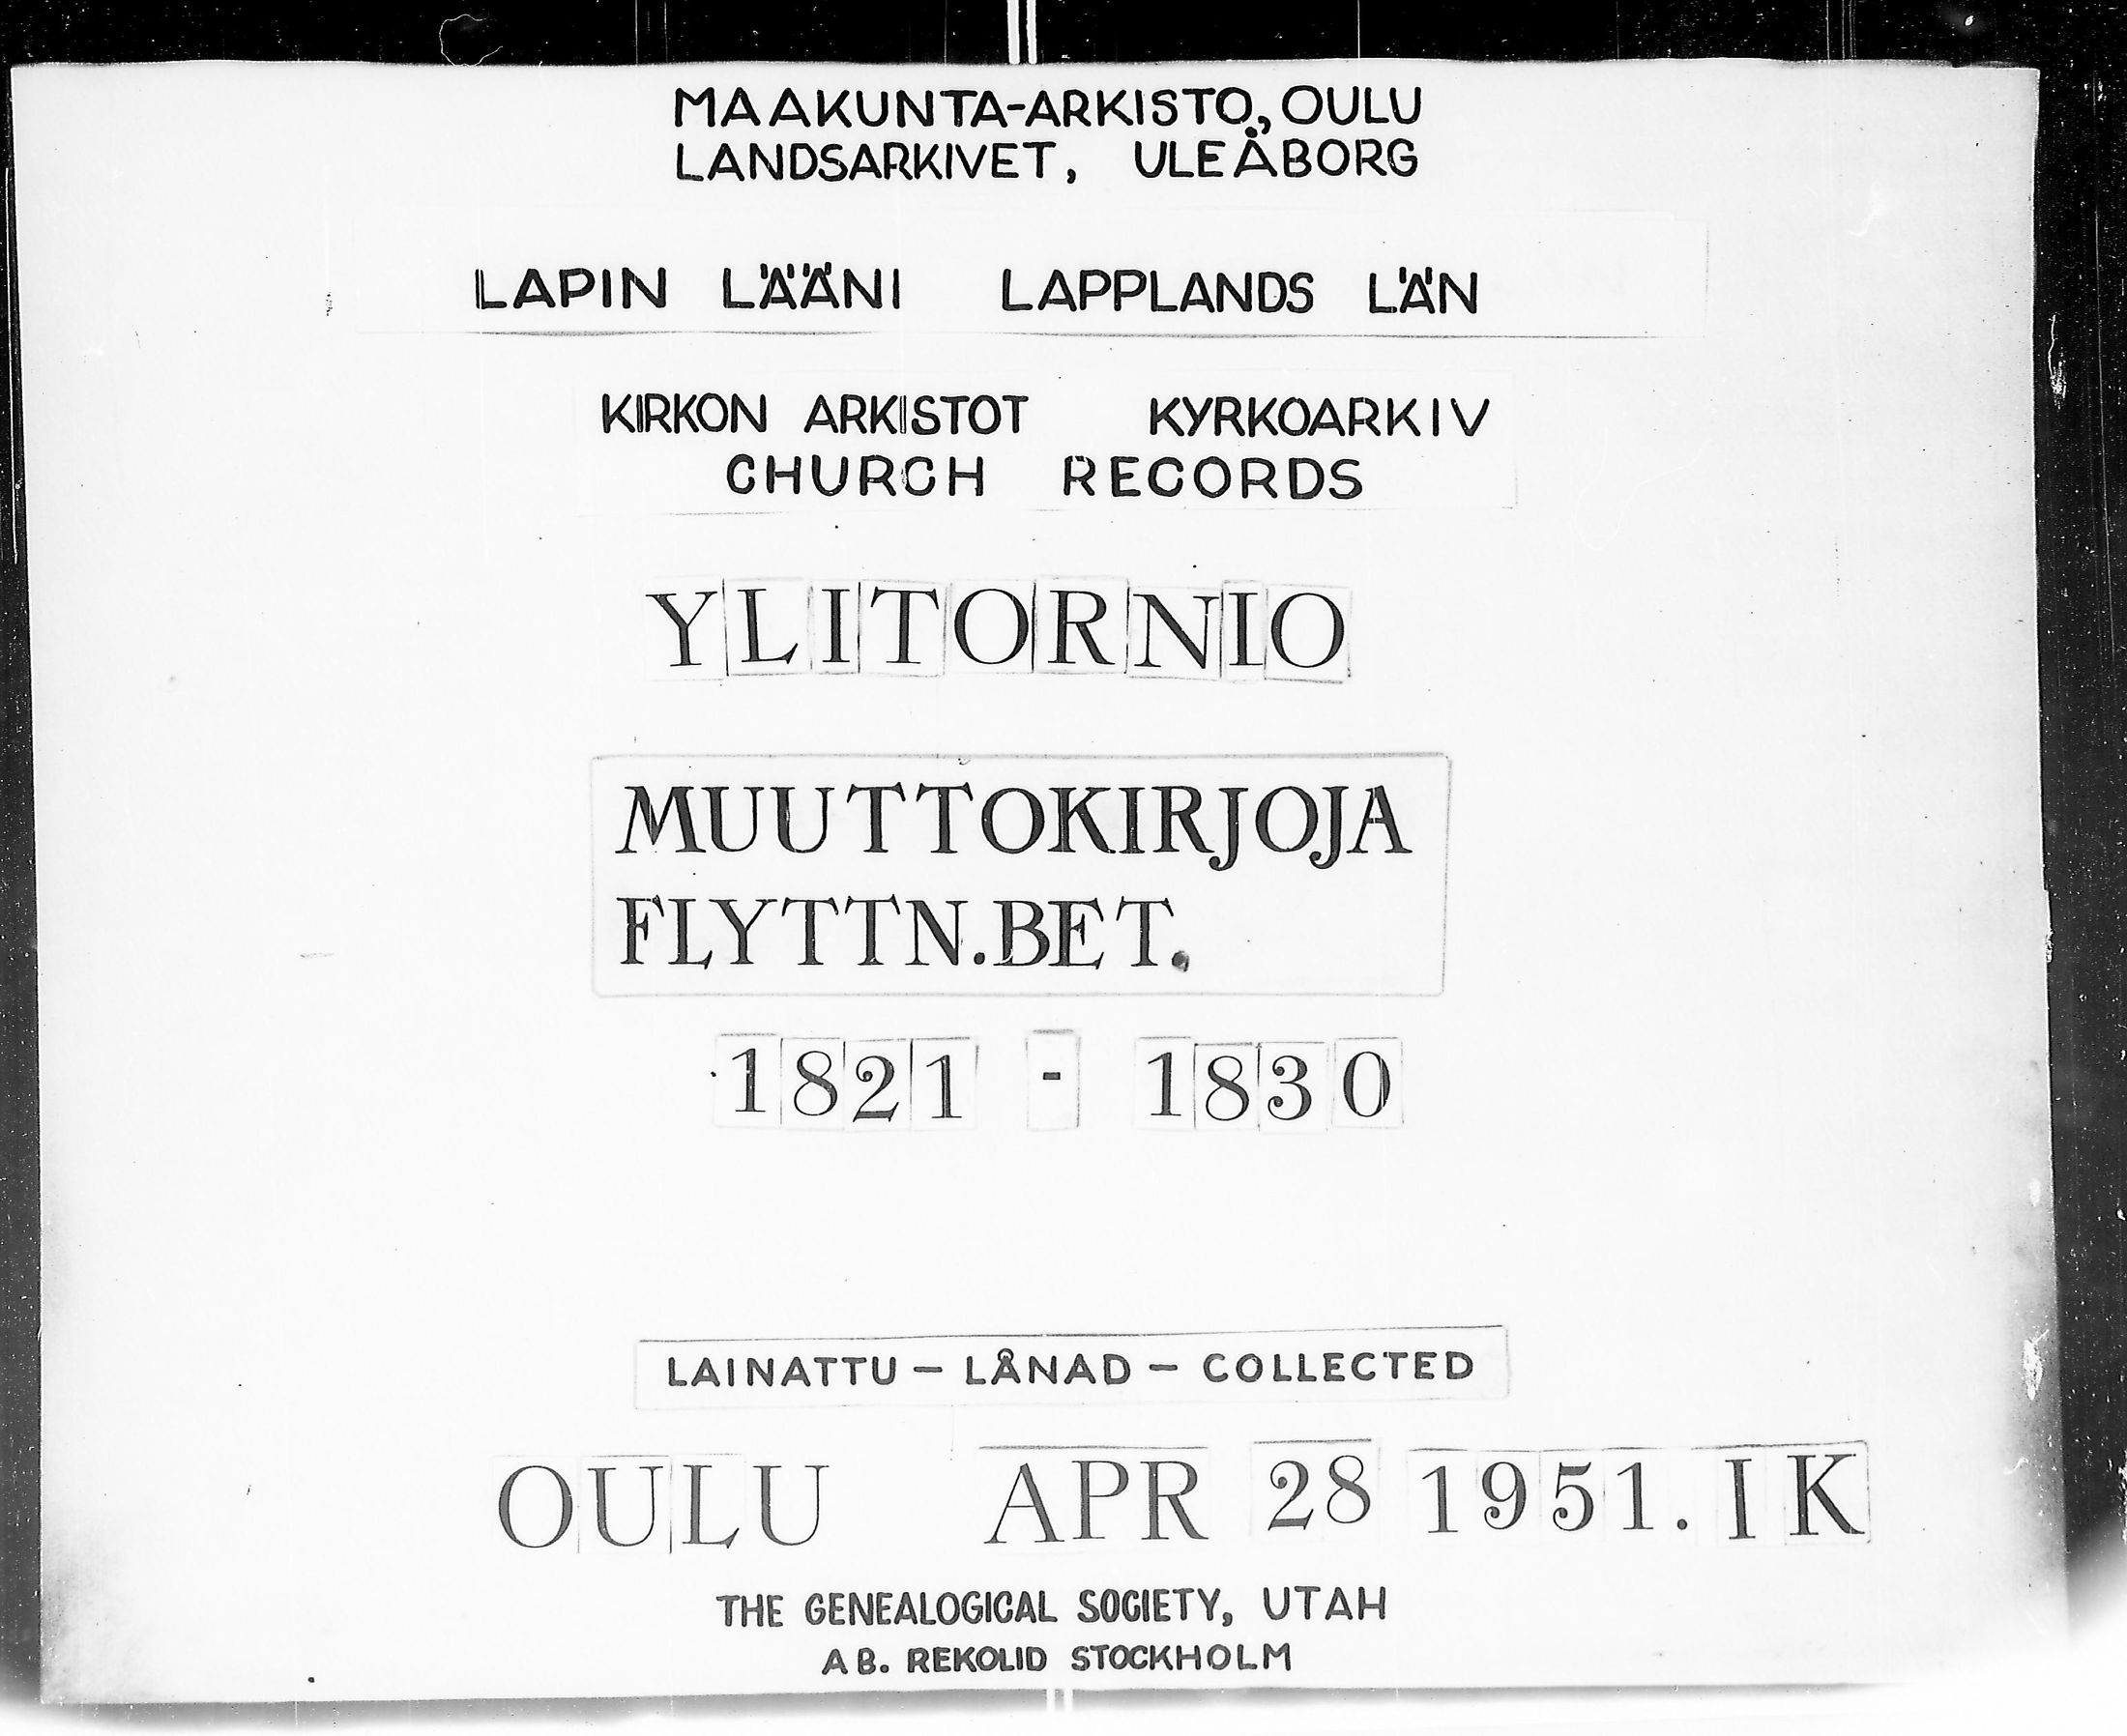 MAAKUNTA-ARKISTO, OULU
LANDSARKIVET, ULEÅBORG
LAPIN LÄÄNI LAPPLANDS LÄN
KIRKON ARKISTOT KYRKOARKIV
CHURCH RECORDS
YLITORNIO
MUUTTOKIRJOJA
FLYTTN.BET.
1821 - 1830
LAINATTU - LÅNAD - COLLECTED
OULU APR 28 1951. IK
THE GENEALOGICAL SOCIETY, UTAH
AB. REKOLID STOCKHOLM